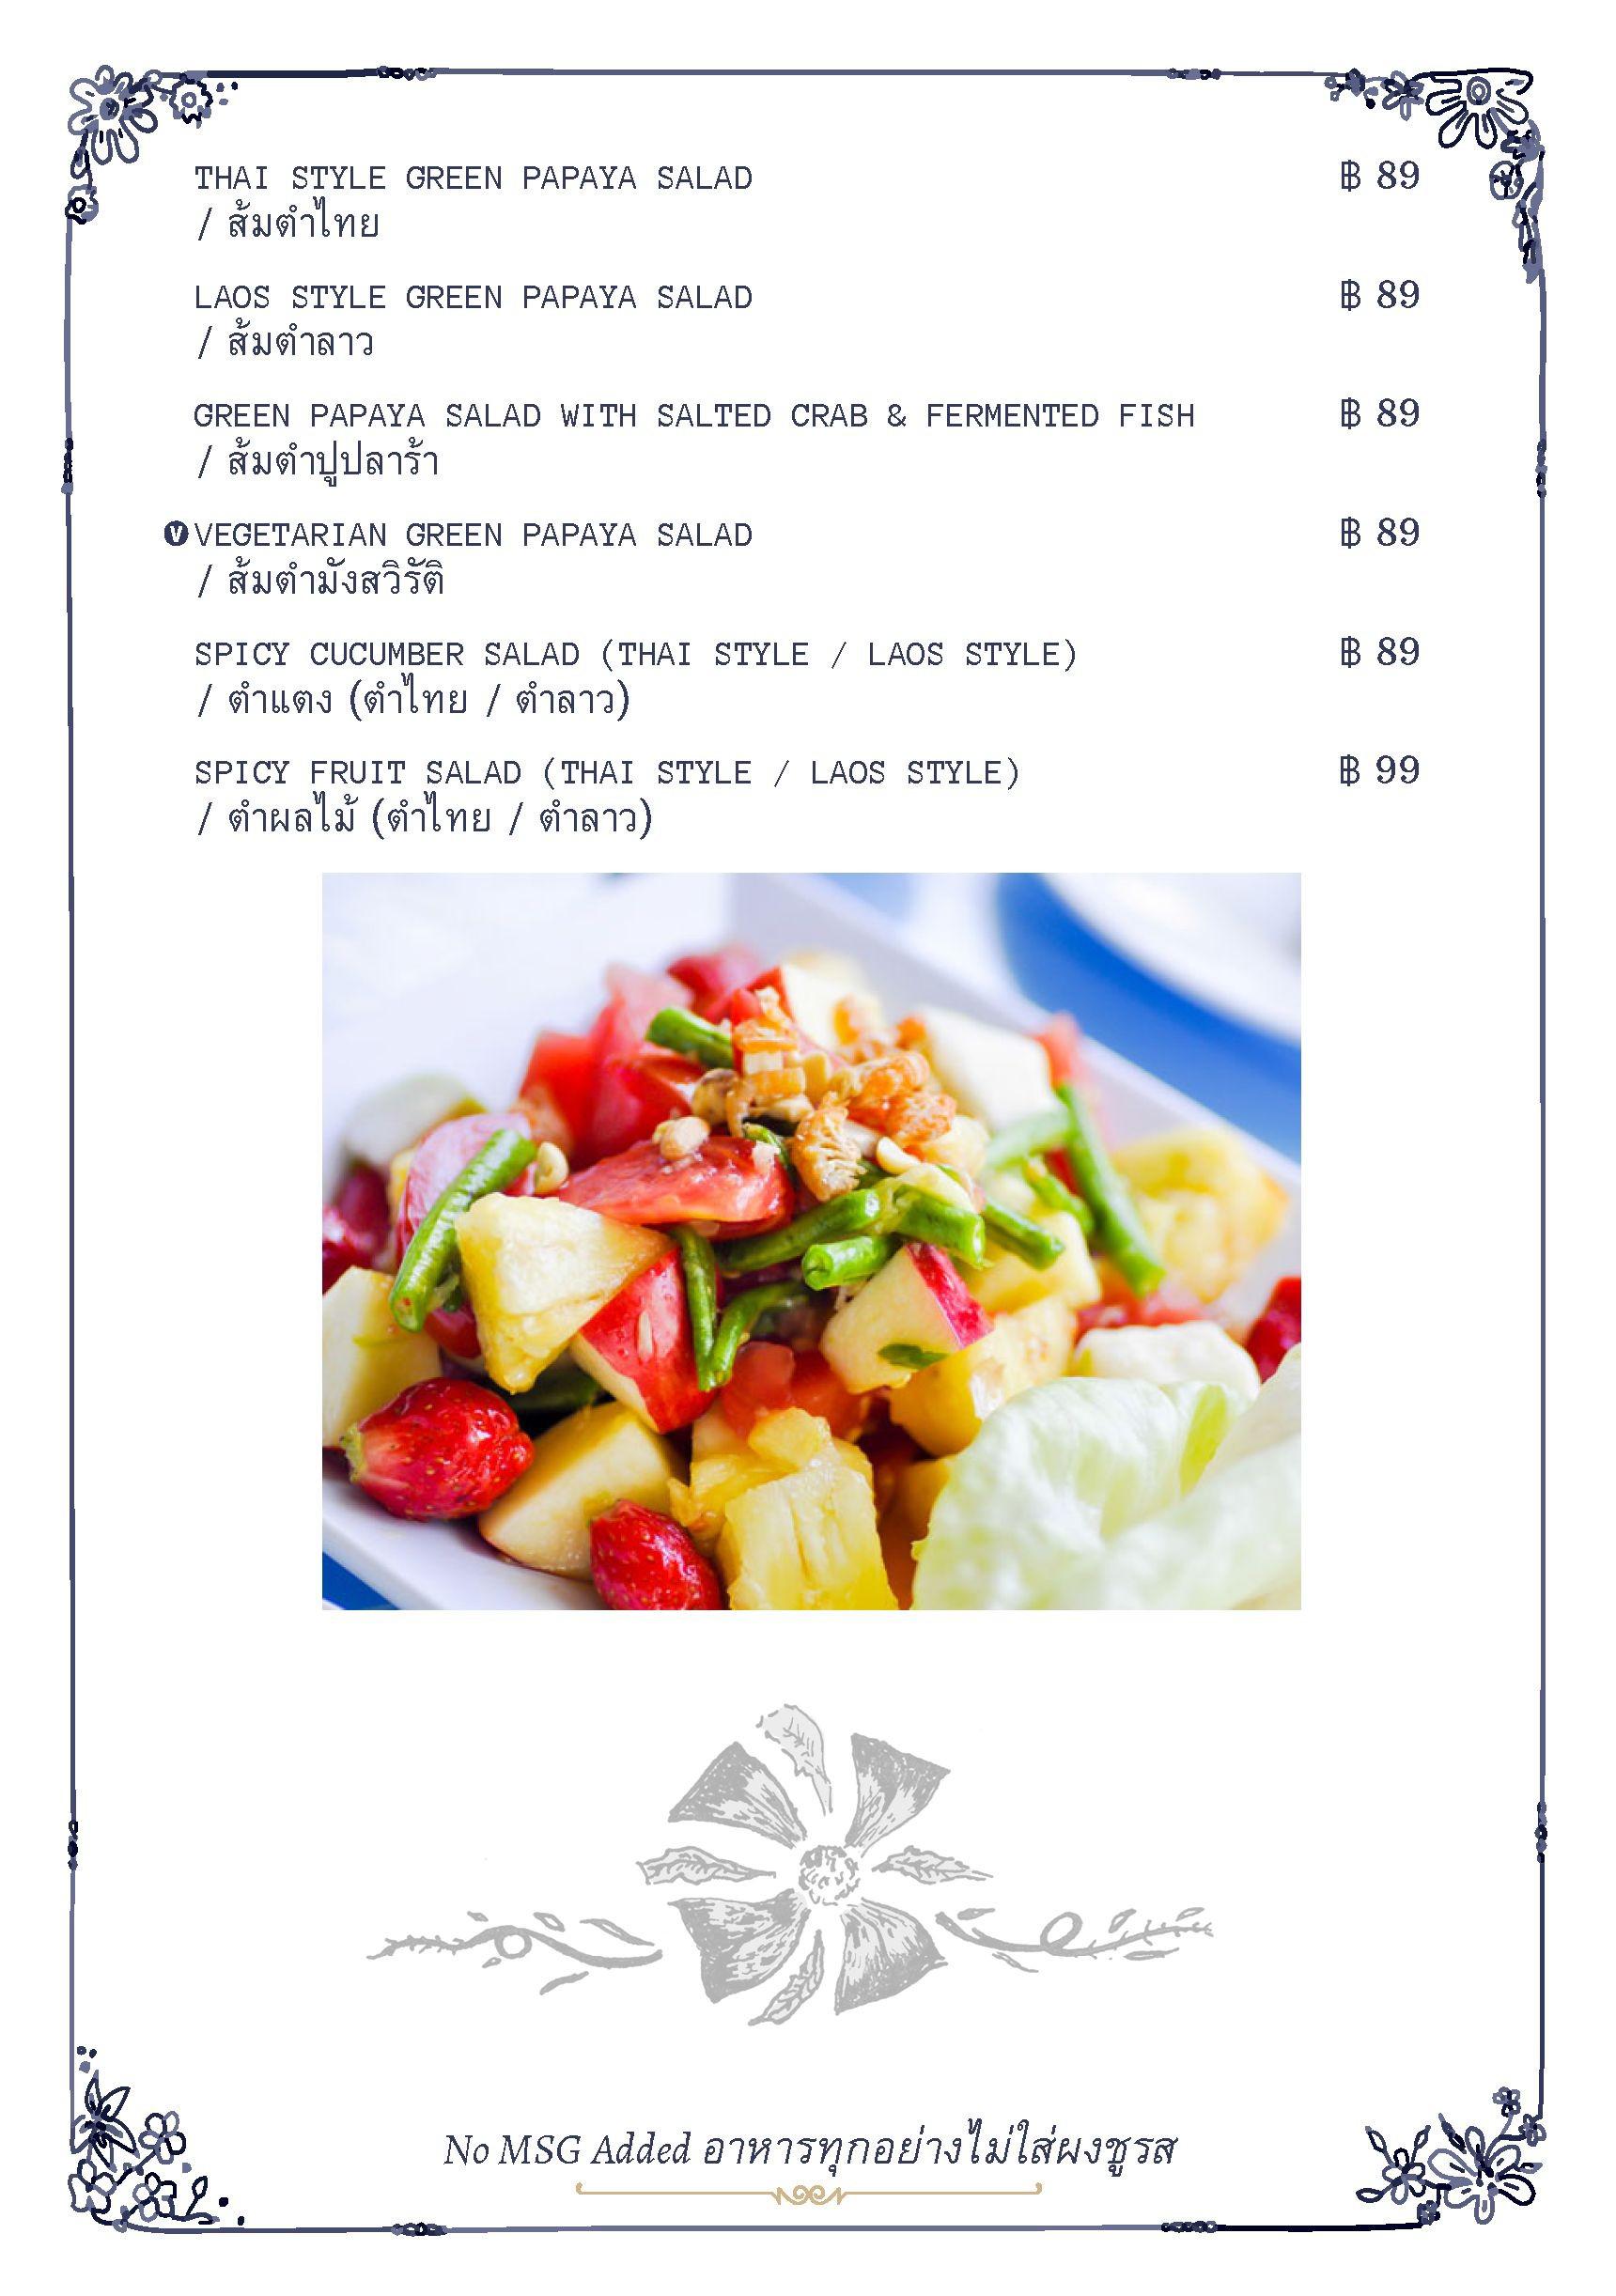 THAI STYLE GREEN PAPAYA SALAD ฿ 89
/ ส้มตำไทย
LAOS STYLE GREEN PAPAYA SALAD ฿ 89
/ ส้มตำลาว
GREEN PAPAYA SALAD WITH SALTED CRAB & FERMENTED FISH ฿ 89
/ ส้มตำปูปลาร้า
V VEGETARIAN GREEN PAPAYA SALAD ฿ 89
/ ส้มตำมังสวิรัติ
SPICY CUCUMBER SALAD (THAI STYLE / LAOS STYLE) ฿ 89
/ ตำแตง (ตำไทย / ตำลาว)
SPICY FRUIT SALAD (THAI STYLE / LAOS STYLE) ฿ 99
/ ตำผลไม้ (ตำไทย / ตำลาว)
No MSG Added อาหารทุกอย่างไม่ใส่ผงชูรส